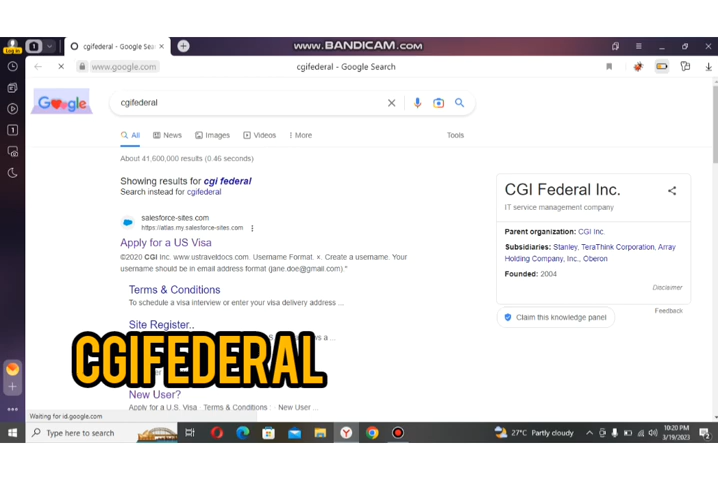 WWW.BANDICAM.COM
Log in
1
cgifederal - Google Sea
www.google.com
cgifederal - Google Search
Google
cgifederal
All
News
Images
Videos
More
Tools
About 41,600,000 results (0.46 seconds)
Showing results for cgi federal
Search instead for cgifederal
salesforce-sites.com
https://atlas.my.salesforce-sites.com
Apply for a US Visa
©2020 CGI Inc. www.ustraveldocs.com. Username Format. ×. Create a username. Your
username should be in email address format (jane.doe@gmail.com)."
Terms & Conditions
To schedule a visa interview or enter your visa delivery address ...
Site Register..
CGIFEDERAL
New User?
Apply for a U.S. Visa Terms & Conditions New User ...
CGI Federal Inc.
IT service management company
Parent organization: CGI Inc.
Subsidiaries: Stanley, TeraThink Corporation, Array
Holding Company, Inc., Oberon
Founded: 2004
Disclaimer
Claim this knowledge panel
Feedback
1
Waiting for id.google.com
Type here to search
27°C Partly cloudy
10:20 PM
3/19/2023
2